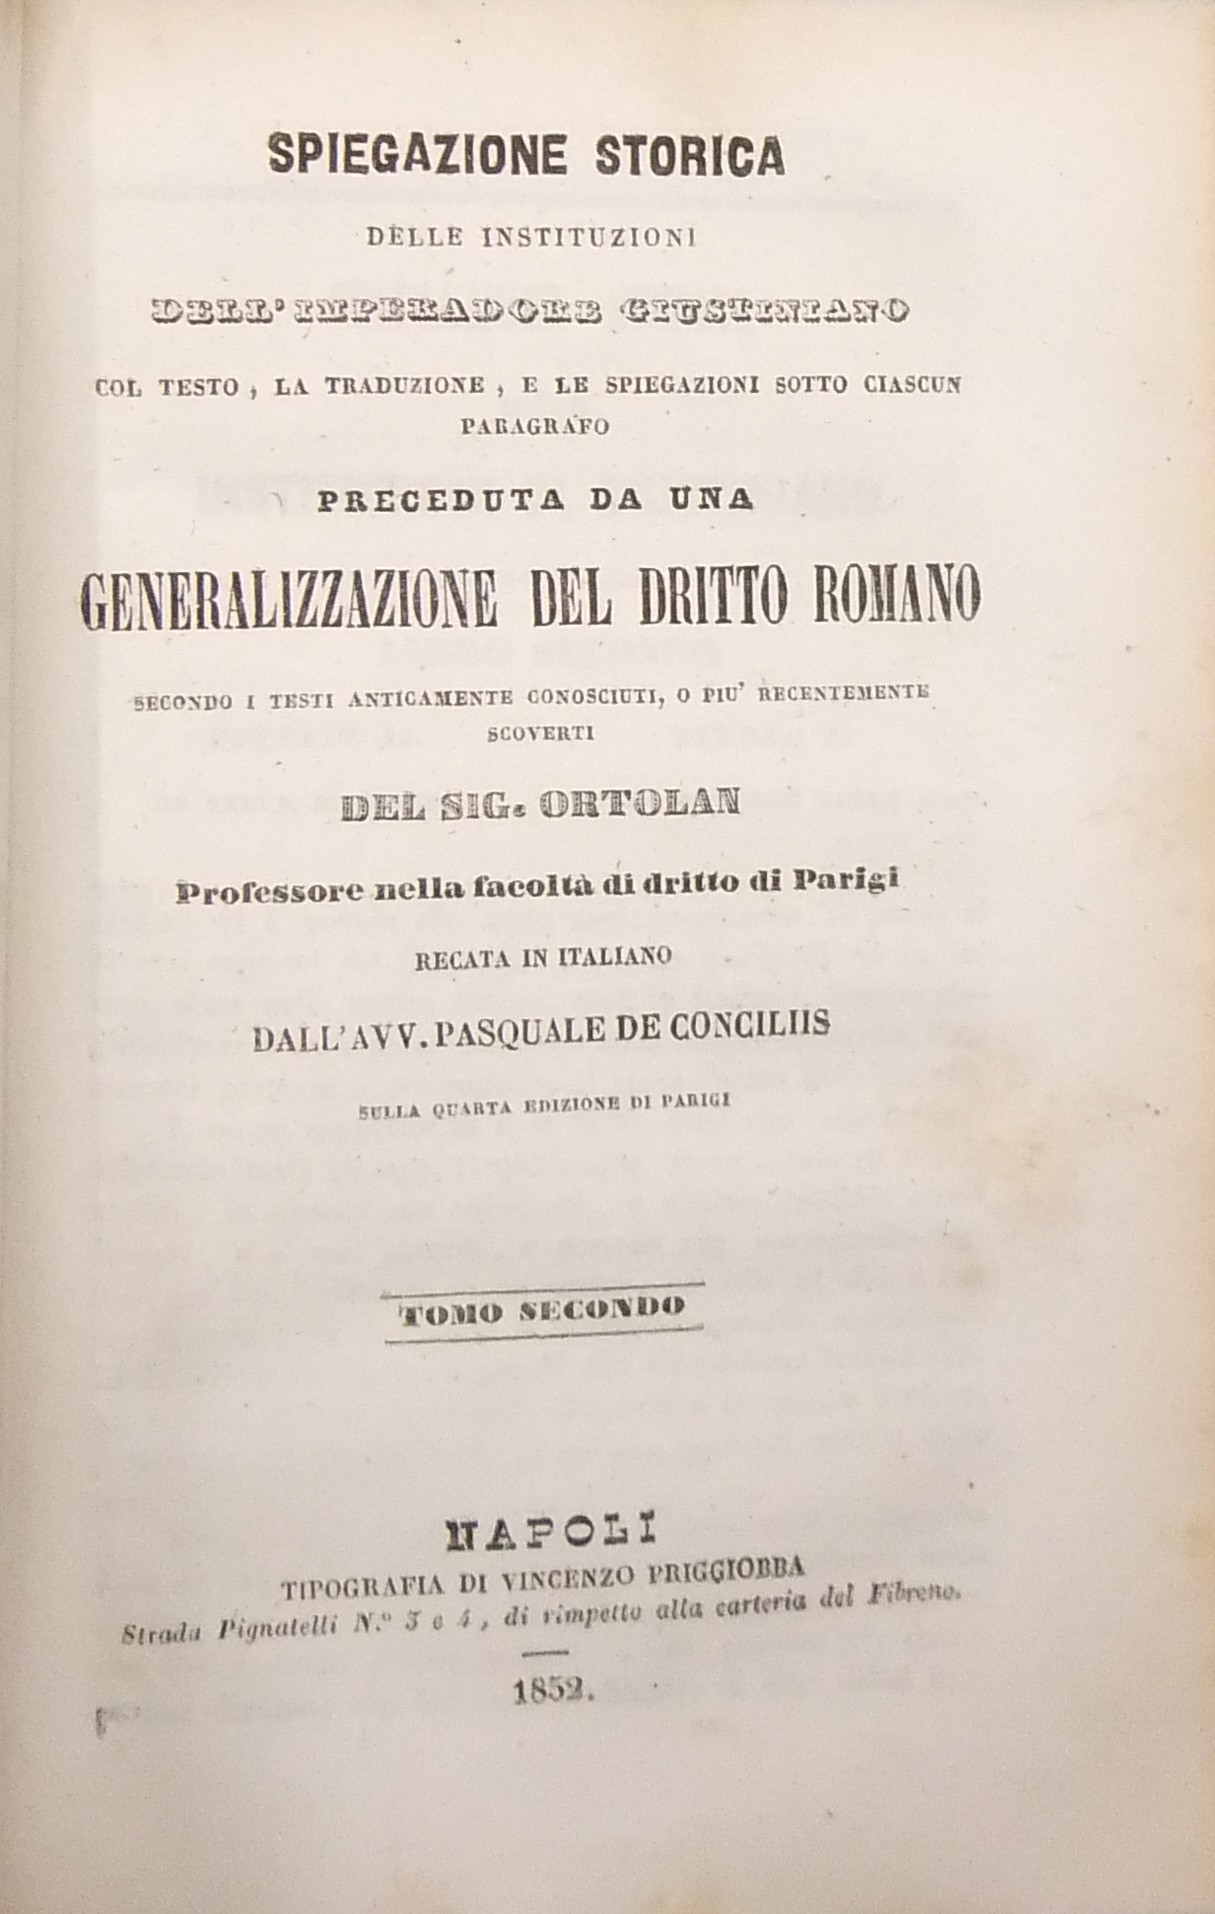 SPIEGAZIONE STORICA
DELLE INSTITUZIONI
DELL'IMPERADORE GIUSTINIANO
COL TESTO, LA TRADUZIONE, E LE SPIEGAZIONI SOTTO CIASCUN
PARAGRAFO
PRECEDUTA DA UNA
GENERALIZZAZIONE DEL DRITTO ROMANO
SECONDO I TESTI ANTICAMENTE CONOSCIUTI, O PIU' RECENTEMENTE
SCOVERTI
DEL SIG. ORTOLAN
Professore nella facoltà di dritto di Parigi
RECATA IN ITALIANO
DALL'AVV. PASQUALE DE CONCILIIS
SULLA QUARTA EDIZIONE DI PARIGI
TOMO SECONDO
NAPOLI
TIPOGRAFIA DI VINCENZO PRIGGIOBBA
Strada Pignatelli N.° 3 e 4, di rimpetto alla carteria del Fibreno.
1852.